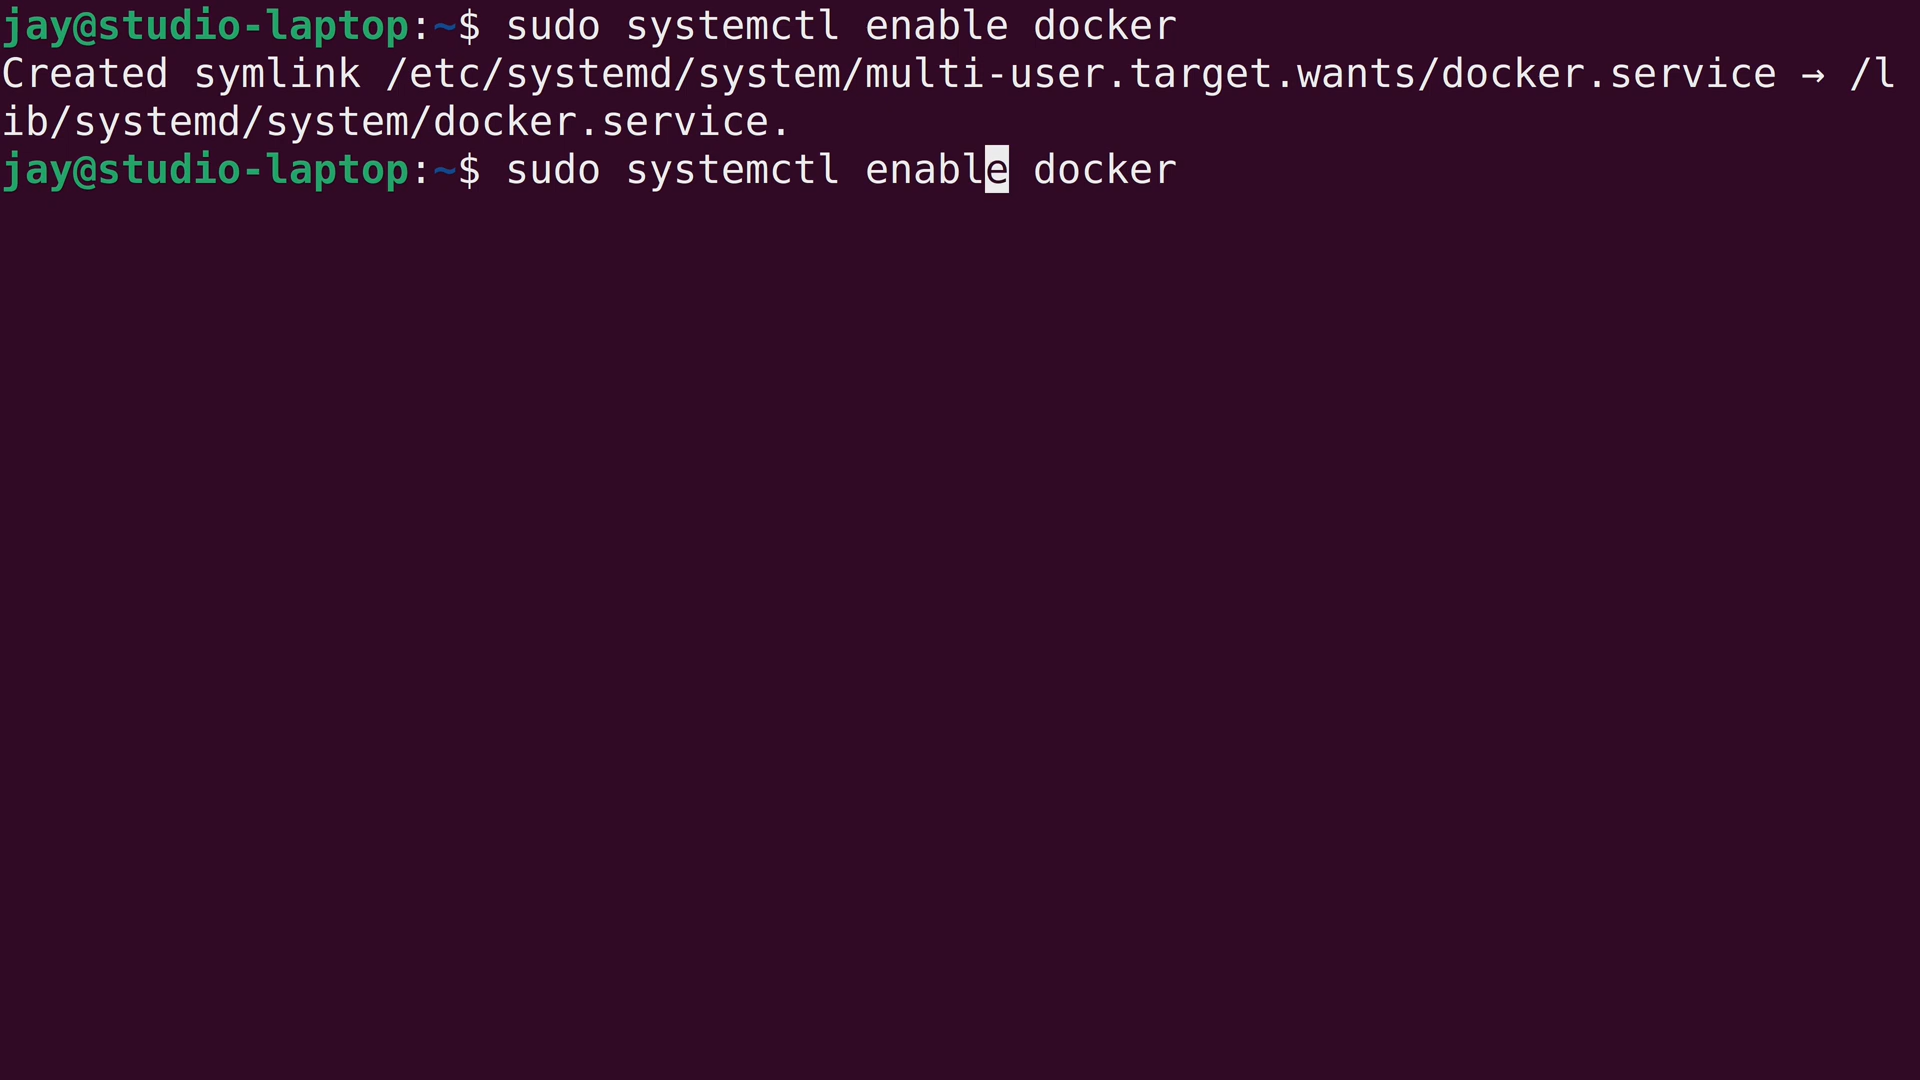 jay@studio-laptop:~$ sudo systemctl enable docker
Created symlink /etc/systemd/system/multi-user.target.wants/docker.service → /l
ib/systemd/system/docker.service.
jay@studio-laptop:~$ sudo systemctl enable docker